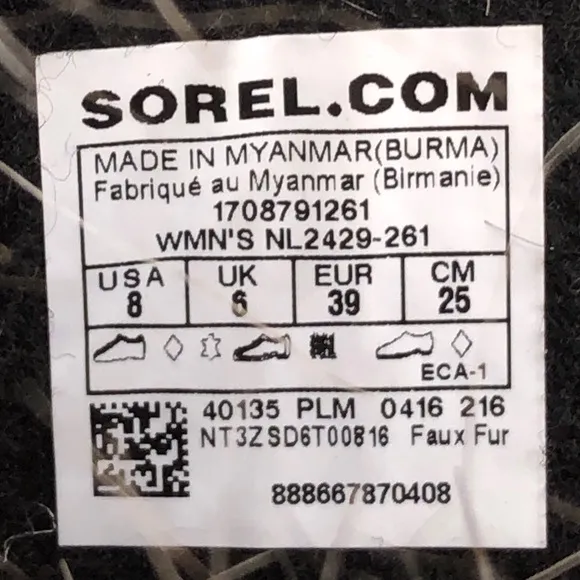 SOREL.COM
MADE IN MYANMAR(BURMA)
Fabriqué au Myanmar (Birmanie)
1708791261
WMN'S NL2429-261
USA UK EUR CM
8 6 39 25
ECA-1
40135 PLM 0416 216
NT3ZSD6T00816 Faux Fur
888667870408